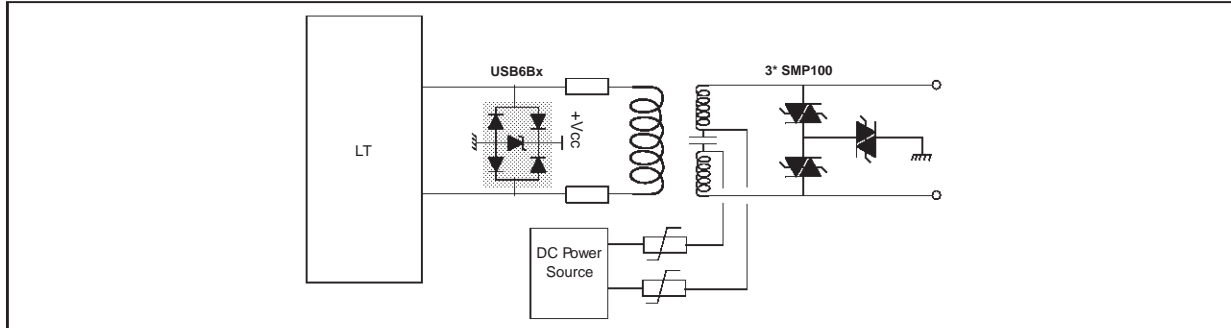 USB6Bx
3* SMP100
LT
+Vcc
DC Power
Source